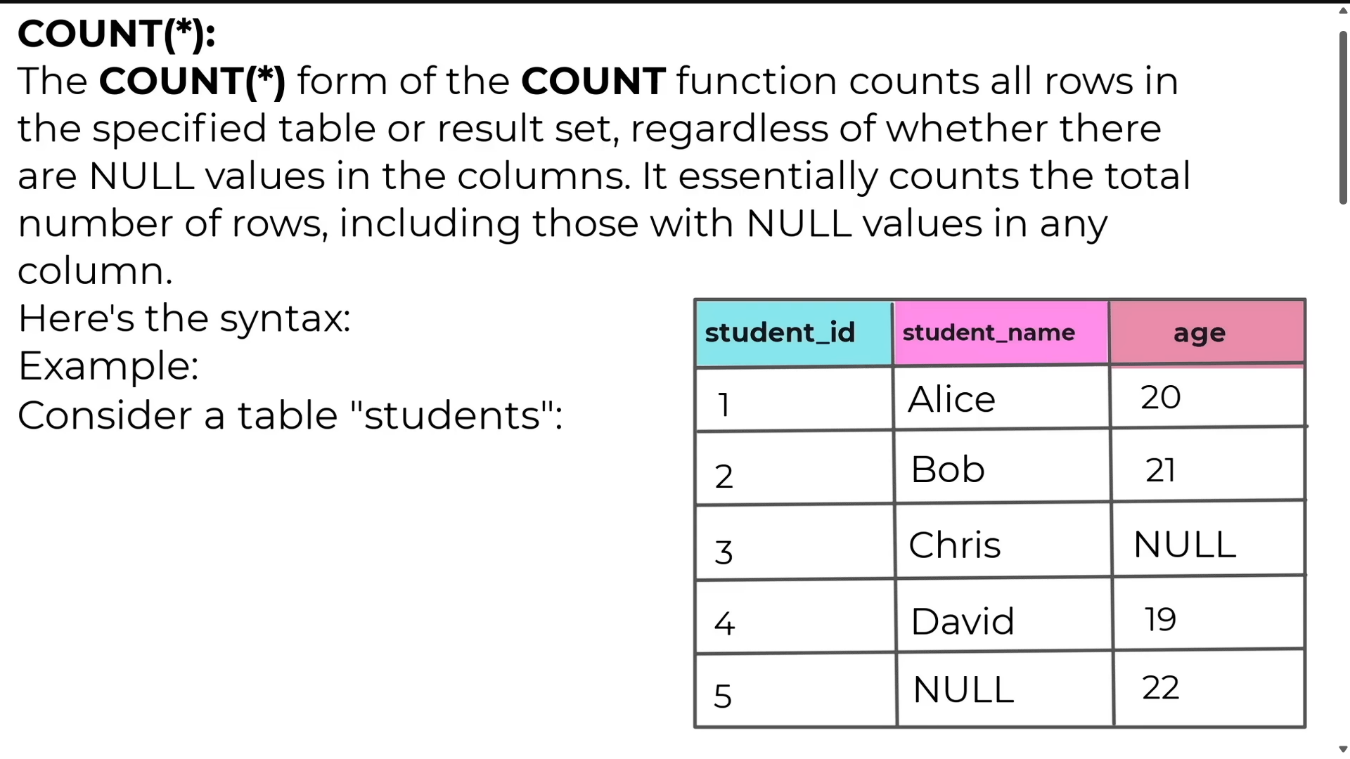 COUNT(*):
The COUNT(*) form of the COUNT function counts all rows in
the specified table or result set, regardless of whether there
are NULL values in the columns. It essentially counts the total
number of rows, including those with NULL values in any
column.
Here's the syntax:
Example:
Consider a table "students":
student_id student_name age
1 Alice 20
2 Bob 21
3 Chris NULL
4 David 19
5 NULL 22